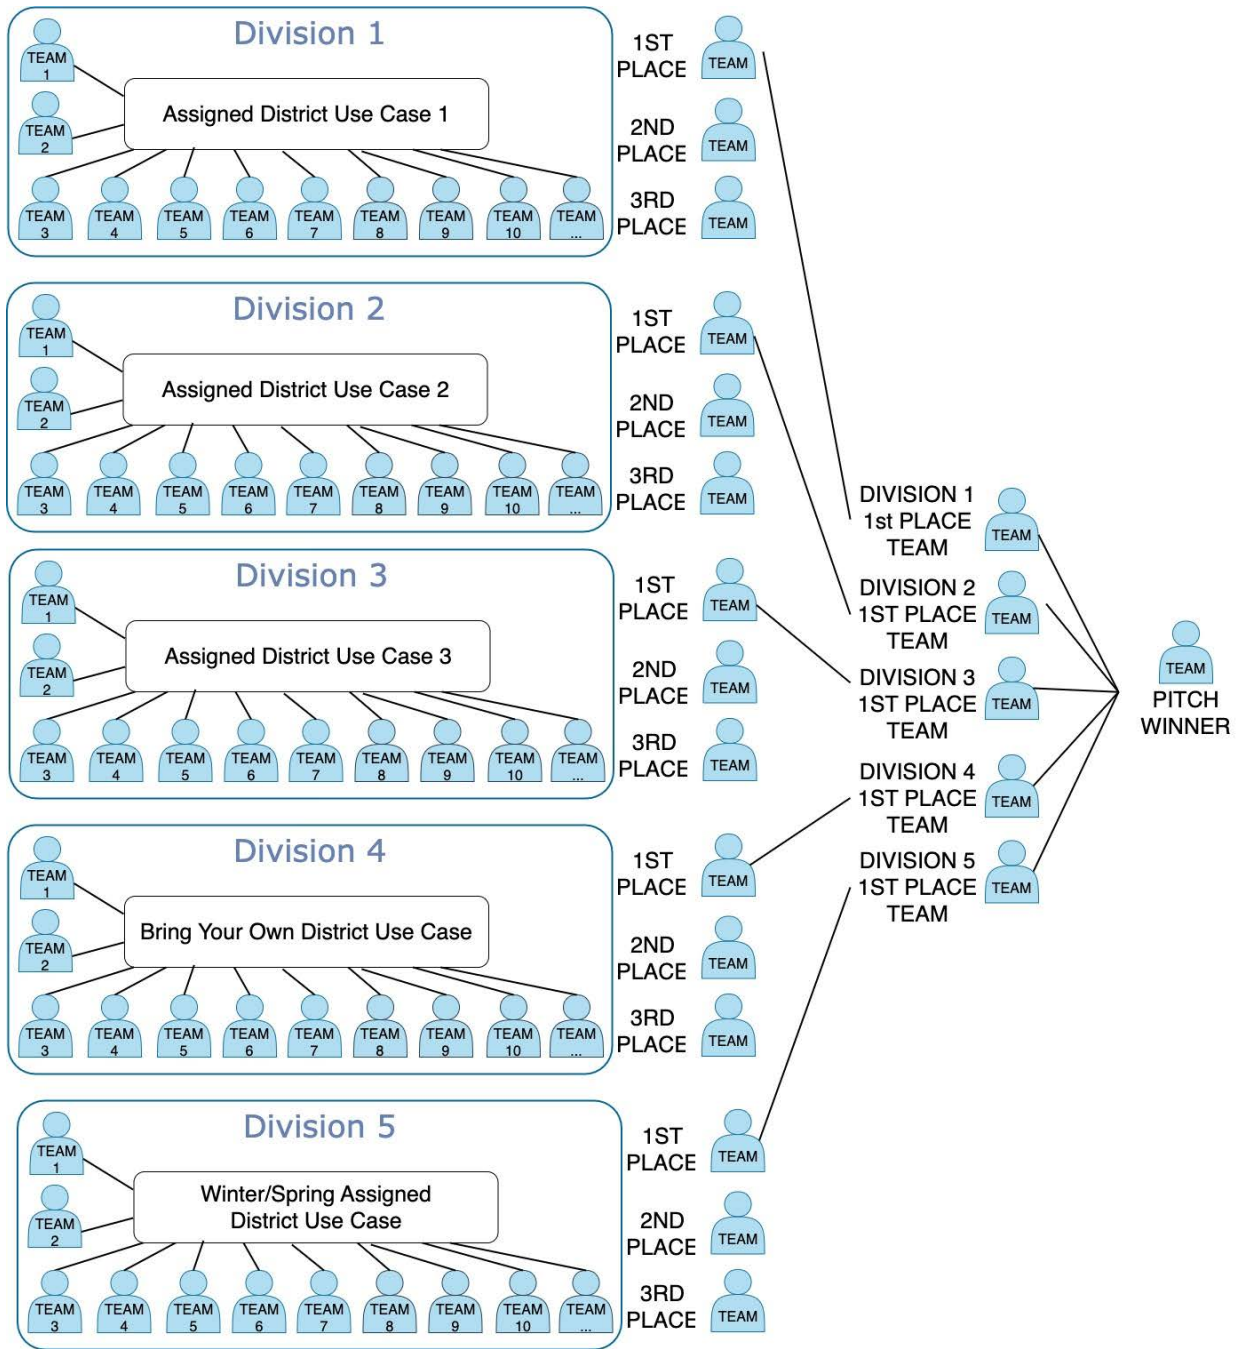 Division 1
TEAM
1
TEAM
2
Assigned District Use Case 1
TEAM
3
TEAM
4
TEAM
5
TEAM
6
TEAM
7
TEAM
8
TEAM
9
TEAM
10
TEAM
...
1ST
PLACE
TEAM
2ND
PLACE
TEAM
3RD
PLACE
TEAM
Division 2
TEAM
1
TEAM
2
Assigned District Use Case 2
TEAM
3
TEAM
4
TEAM
5
TEAM
6
TEAM
7
TEAM
8
TEAM
9
TEAM
10
TEAM
...
1ST
PLACE
TEAM
2ND
PLACE
TEAM
3RD
PLACE
TEAM
Division 3
TEAM
1
TEAM
2
Assigned District Use Case 3
TEAM
3
TEAM
4
TEAM
5
TEAM
6
TEAM
7
TEAM
8
TEAM
9
TEAM
10
TEAM
...
1ST
PLACE
TEAM
2ND
PLACE
TEAM
3RD
PLACE
TEAM
Division 4
TEAM
1
TEAM
2
Bring Your Own District Use Case
TEAM
3
TEAM
4
TEAM
5
TEAM
6
TEAM
7
TEAM
8
TEAM
9
TEAM
10
TEAM
...
1ST
PLACE
TEAM
2ND
PLACE
TEAM
3RD
PLACE
TEAM
Division 5
TEAM
1
TEAM
2
Winter/Spring Assigned
District Use Case
TEAM
3
TEAM
4
TEAM
5
TEAM
6
TEAM
7
TEAM
8
TEAM
9
TEAM
10
TEAM
...
1ST
PLACE
TEAM
2ND
PLACE
TEAM
3RD
PLACE
TEAM
DIVISION 1
1st PLACE
TEAM
TEAM
DIVISION 2
1ST PLACE
TEAM
TEAM
DIVISION 3
1ST PLACE
TEAM
TEAM
DIVISION 4
1ST PLACE
TEAM
TEAM
DIVISION 5
1ST PLACE
TEAM
TEAM
TEAM
PITCH
WINNER